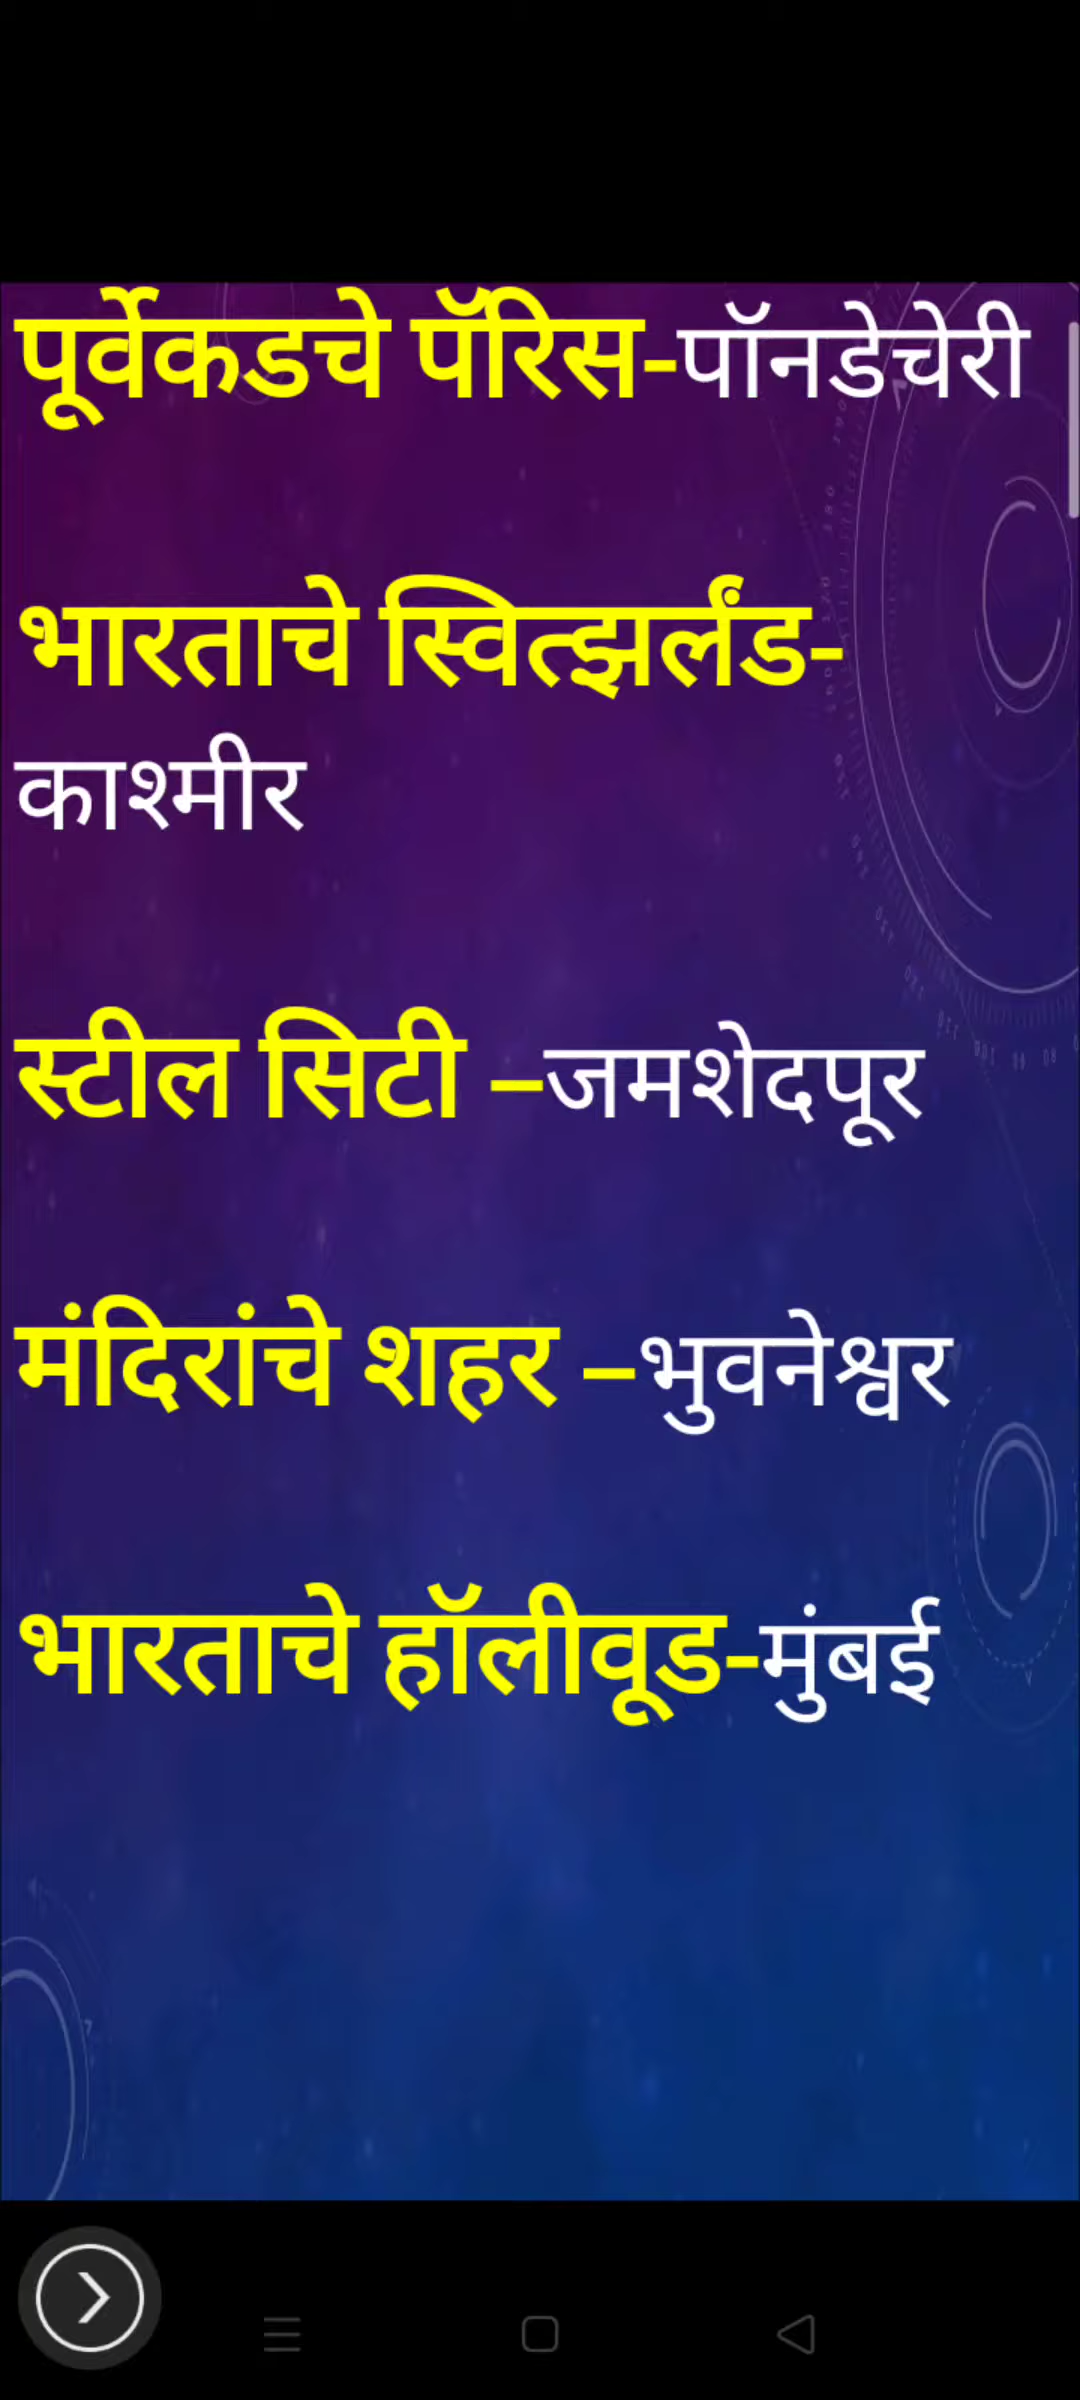 पूर्वेकडचे पॅरिस-पॉनडेचेरी
भारताचे स्वित्झर्लंड-
काश्मीर
स्टील सिटी –जमशेदपूर
मंदिरांचे शहर –भुवनेश्वर
भारताचे हॉलीवूड-मुंबई